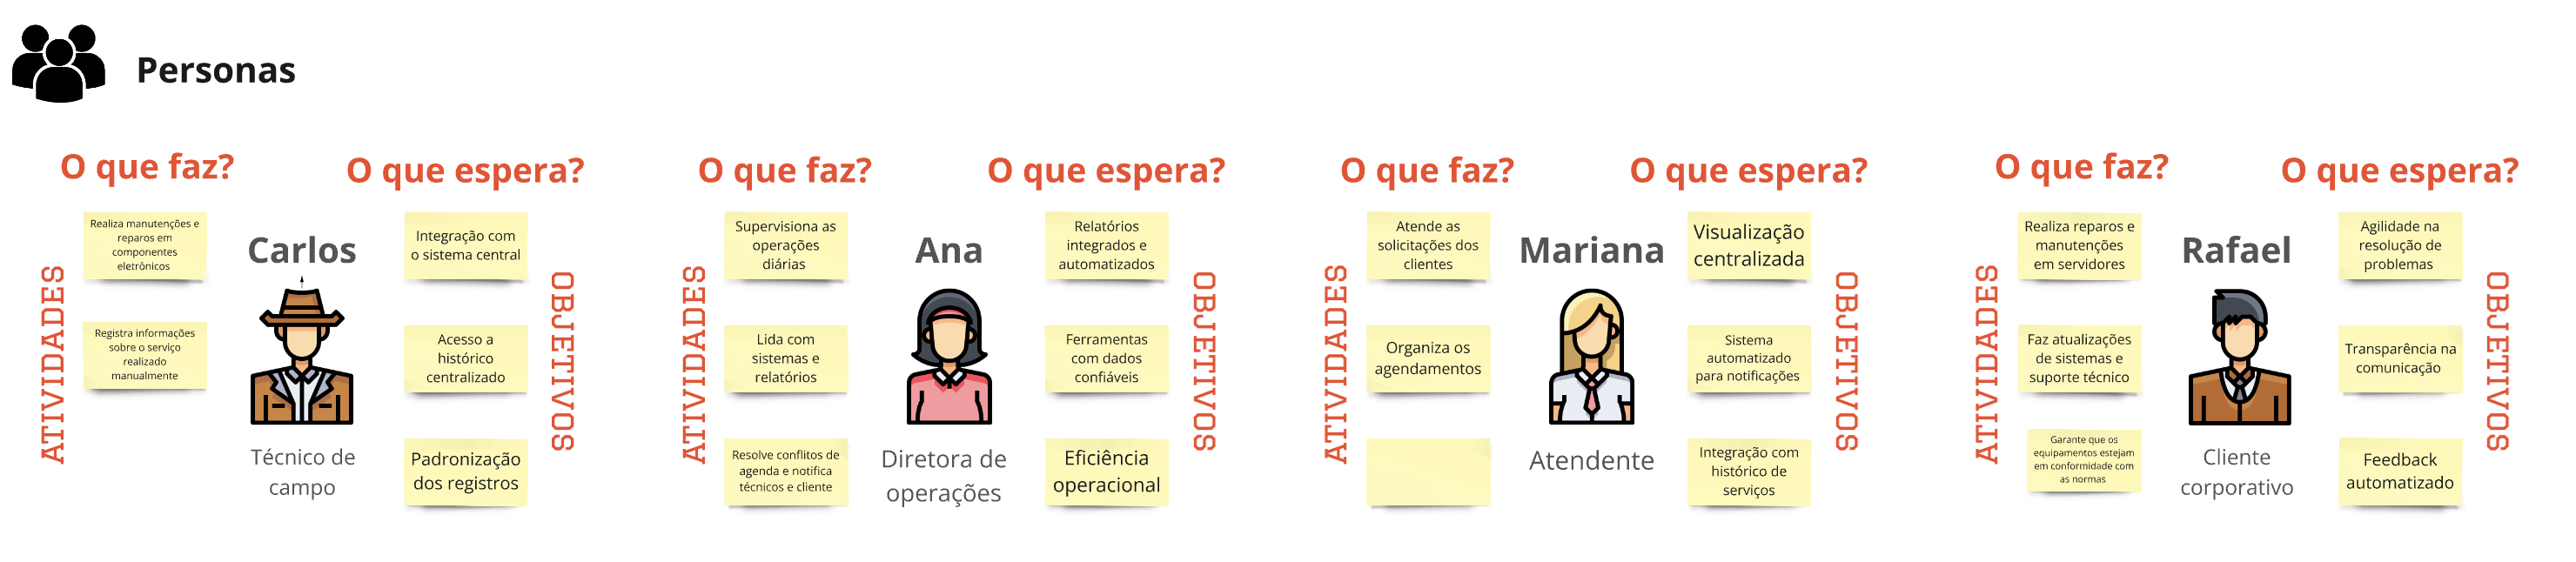 Personas
O que faz?
O que espera?
ATIVIDADES
Realiza manutenções e
reparos em
componentes
eletrônicos
Registra informações
sobre o serviço
realizado
manualmente
Carlos
Técnico de
campo
Integração com
o sistema central
Acesso a
histórico
centralizado
Padronização
dos registros
OBJETIVOS
O que faz?
O que espera?
ATIVIDADES
Supervisiona as
operações
diárias
Lida com
sistemas e
relatórios
Resolve conflitos de
agenda e notifica
técnicos e cliente
Ana
Diretora de
operações
Relatórios
integrados e
automatizados
Ferramentas
com dados
confiáveis
Eficiência
operacional
OBJETIVOS
O que faz?
O que espera?
ATIVIDADES
Atende as
solicitações dos
clientes
Organiza os
agendamentos
Mariana
Atendente
Visualização
centralizada
Sistema
automatizado
para notificações
Integração com
histórico de
serviços
OBJETIVOS
O que faz?
O que espera?
ATIVIDADES
Realiza reparos e
manutenções
em servidores
Faz atualizações
de sistemas e
suporte técnico
Garante que os
equipamentos estejam
em conformidade com
as normas
Rafael
Cliente
corporativo
Agilidade na
resolução de
problemas
Transparência na
comunicação
Feedback
automatizado
OBJETIVOS